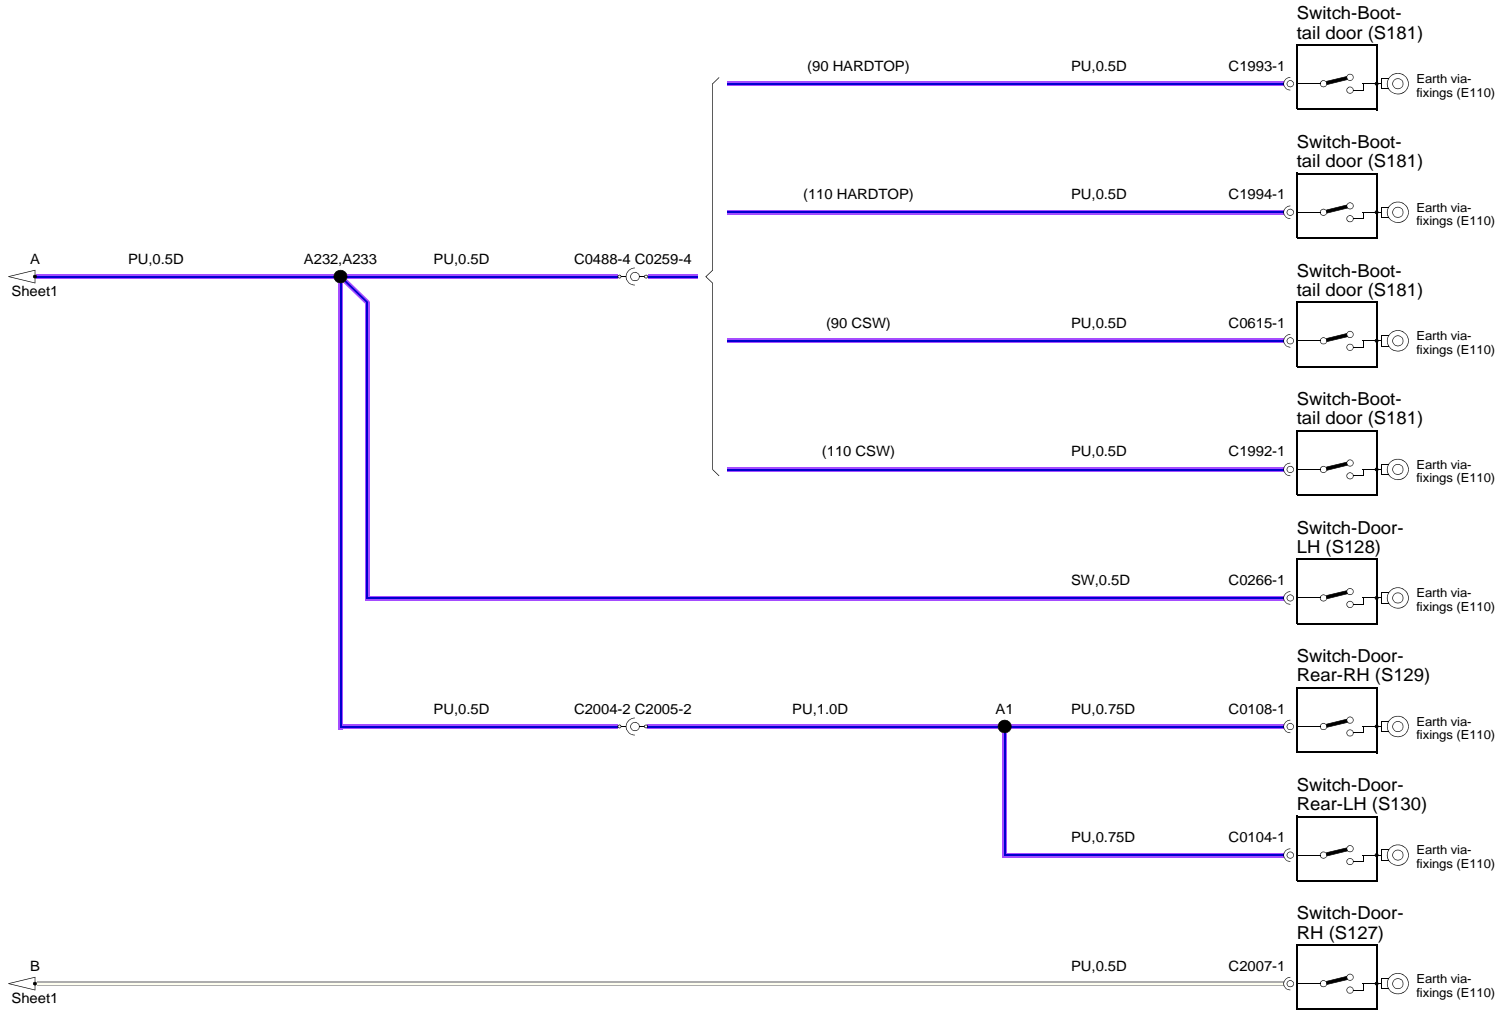 Switch-Boot-
tail door (S181)
(90 HARDTOP) PU,0.5D C1993-1
Earth via-
fixings (E110)
Switch-Boot-
tail door (S181)
(110 HARDTOP) PU,0.5D C1994-1
Earth via-
fixings (E110)
A PU,0.5D A232,A233 PU,0.5D C0488-4 C0259-4
Sheet1
Switch-Boot-
tail door (S181)
(90 CSW) PU,0.5D C0615-1
Earth via-
fixings (E110)
Switch-Boot-
tail door (S181)
(110 CSW) PU,0.5D C1992-1
Earth via-
fixings (E110)
Switch-Door-
LH (S128)
SW,0.5D C0266-1
Earth via-
fixings (E110)
Switch-Door-
Rear-RH (S129)
PU,0.5D C2004-2 C2005-2 PU,1.0D A1 PU,0.75D C0108-1
Earth via-
fixings (E110)
Switch-Door-
Rear-LH (S130)
PU,0.75D C0104-1
Earth via-
fixings (E110)
Switch-Door-
RH (S127)
B PU,0.5D C2007-1
Sheet1
Earth via-
fixings (E110)